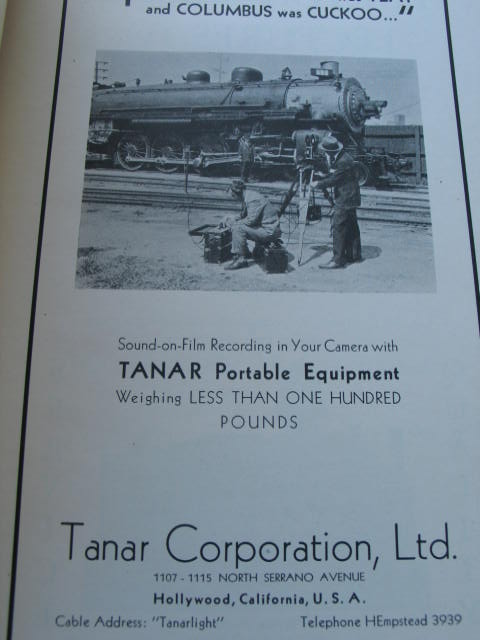 and COLUMBUS was CUCKOO..."
Sound-on-Film Recording in Your Camera with
TANAR Portable Equipment
Weighing LESS THAN ONE HUNDRED
POUNDS
Tanar Corporation, Ltd.
1107 - 1115 NORTH SERRANO AVENUE
Hollywood, California, U. S. A.
Cable Address: "Tanarlight" Telephone HEmpstead 3939